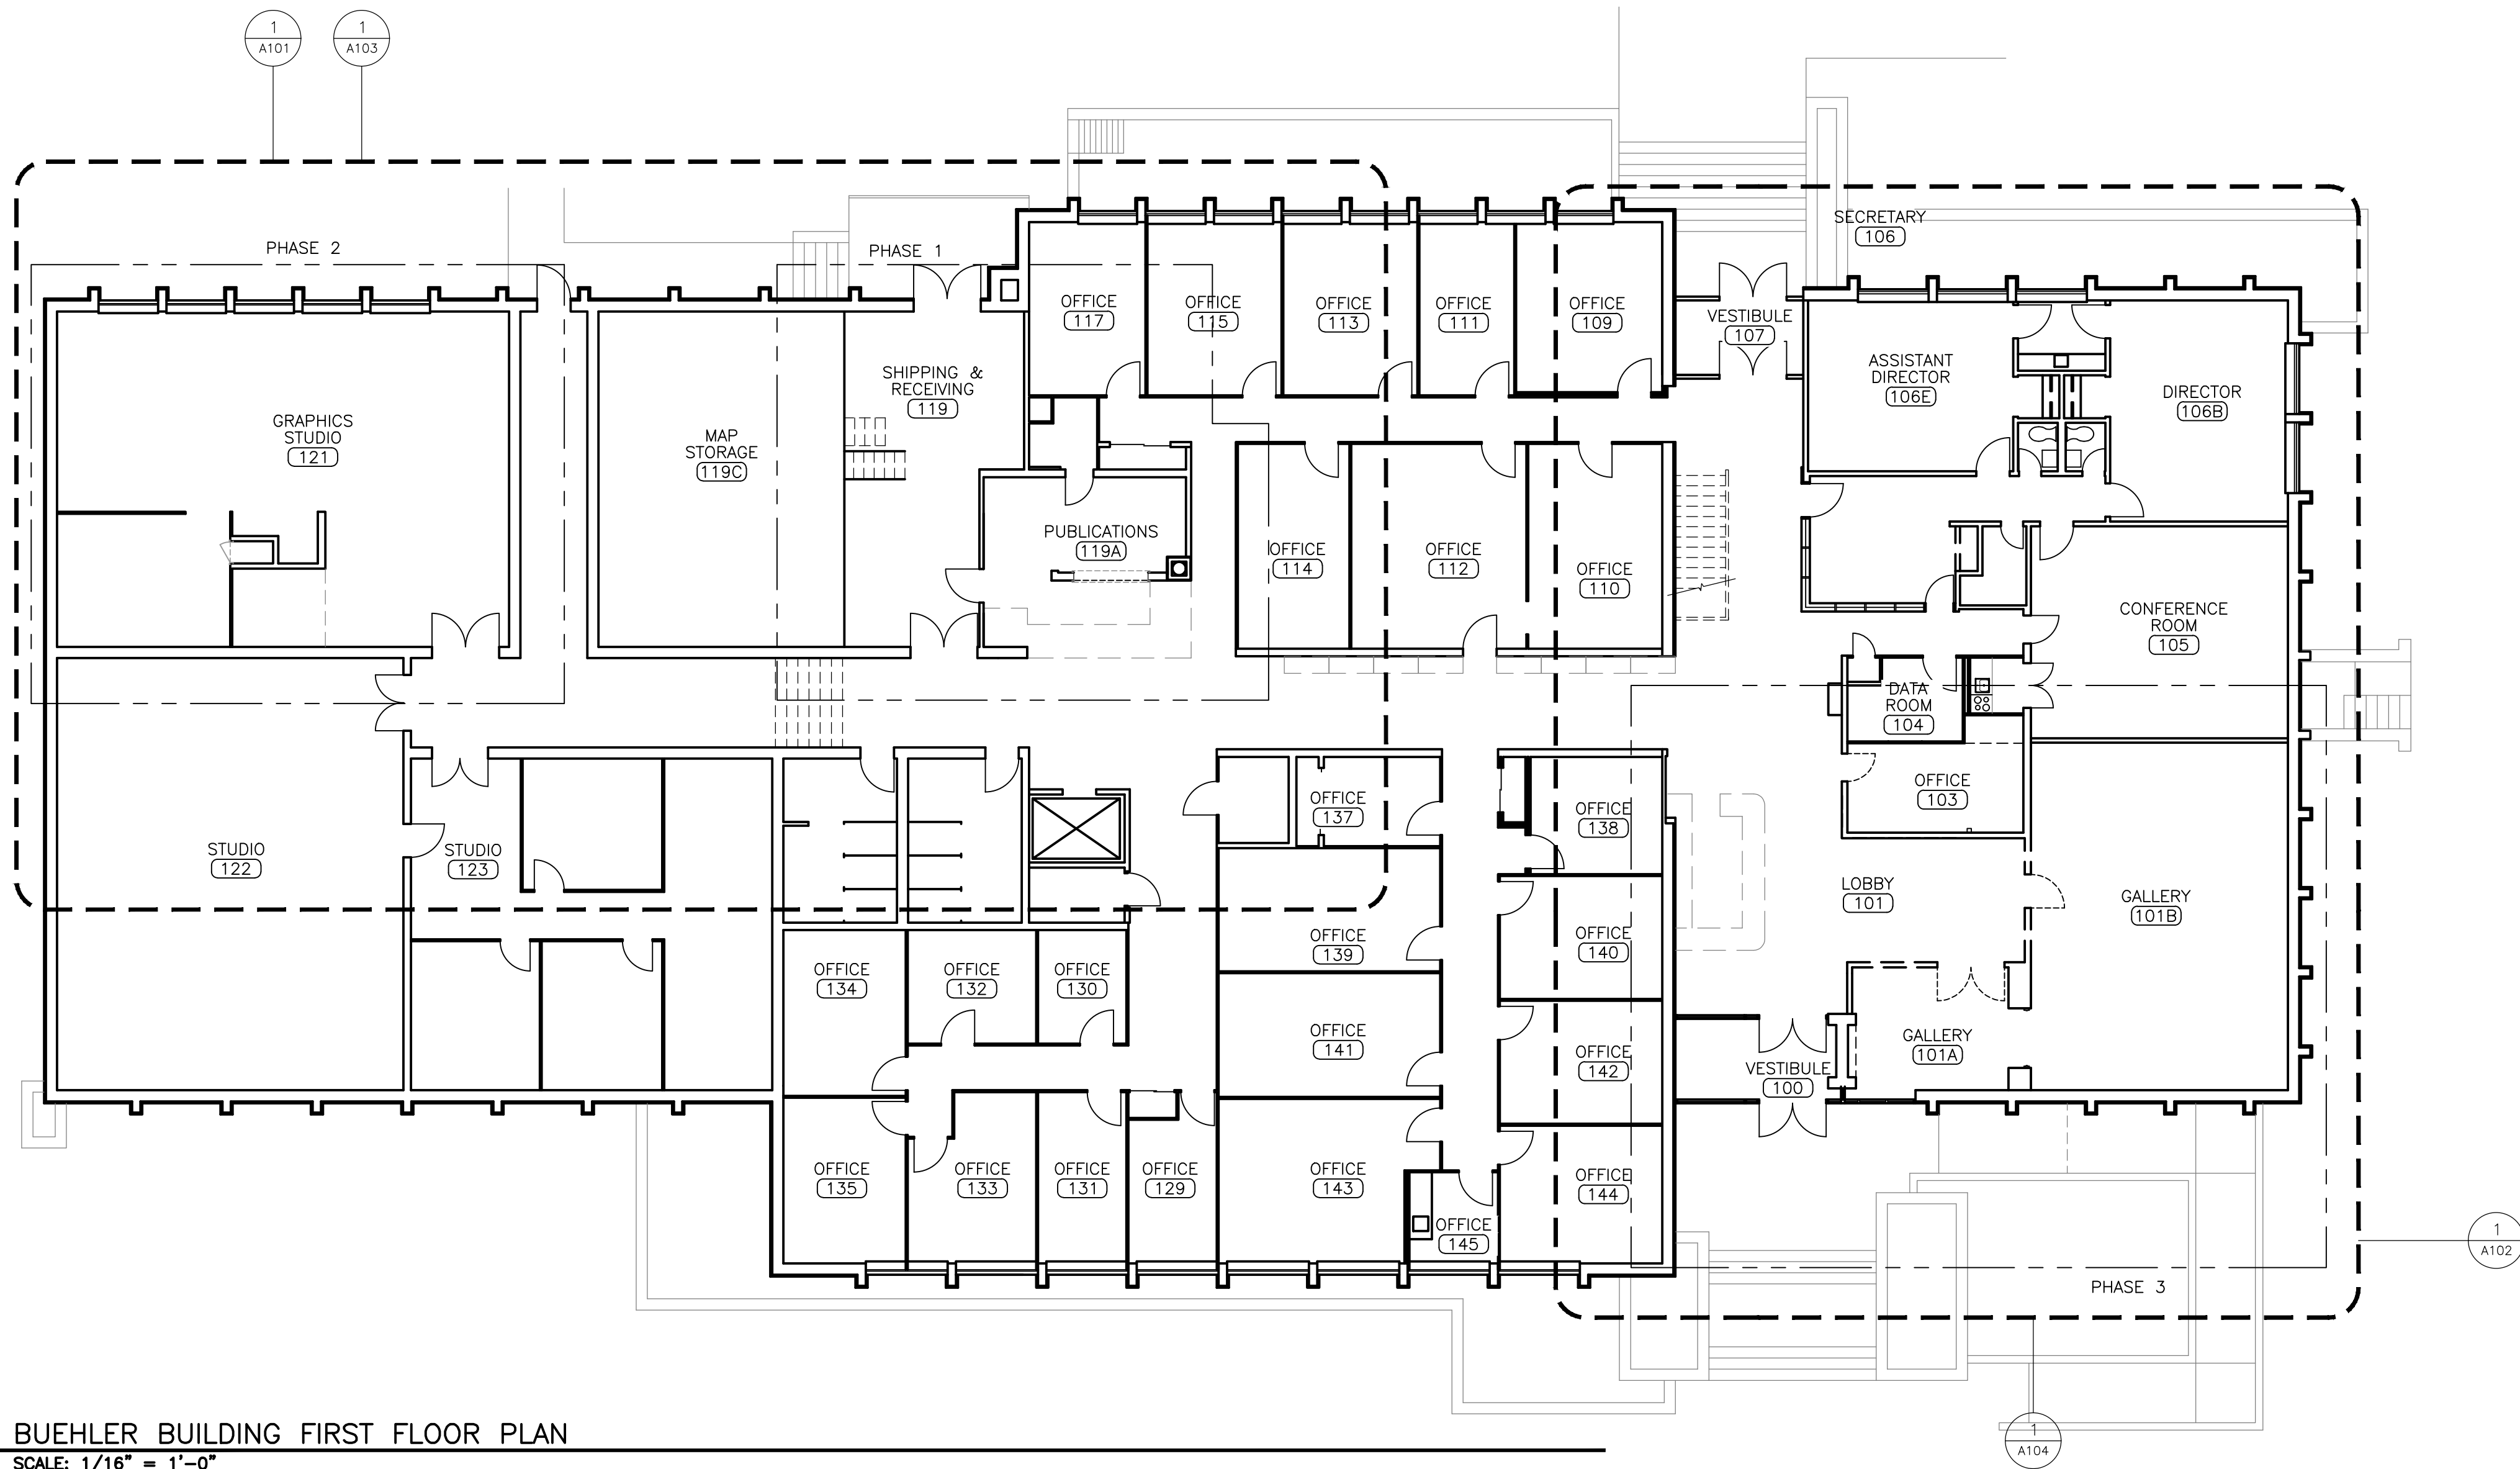 1
A101
1
A103
PHASE 2
PHASE 1
SECRETARY
106
OFFICE
117
OFFICE
115
OFFICE
113
OFFICE
111
OFFICE
109
VESTIBULE
107
ASSISTANT
DIRECTOR
106E
DIRECTOR
106B
SHIPPING &
RECEIVING
119
GRAPHICS
STUDIO
121
MAP
STORAGE
119C
PUBLICATIONS
119A
OFFICE
114
OFFICE
112
OFFICE
110
CONFERENCE
ROOM
105
DATA
ROOM
104
OFFICE
103
OFFICE
137
OFFICE
138
STUDIO
122
STUDIO
123
LOBBY
101
GALLERY
101B
OFFICE
134
OFFICE
132
OFFICE
130
OFFICE
139
OFFICE
140
OFFICE
141
OFFICE
142
GALLERY
101A
VESTIBULE
100
OFFICE
135
OFFICE
133
OFFICE
131
OFFICE
129
OFFICE
143
OFFICE
144
OFFICE
145
1
A102
PHASE 3
BUEHLER BUILDING FIRST FLOOR PLAN
SCALE: 1/16" = 1'-0"
1
A104